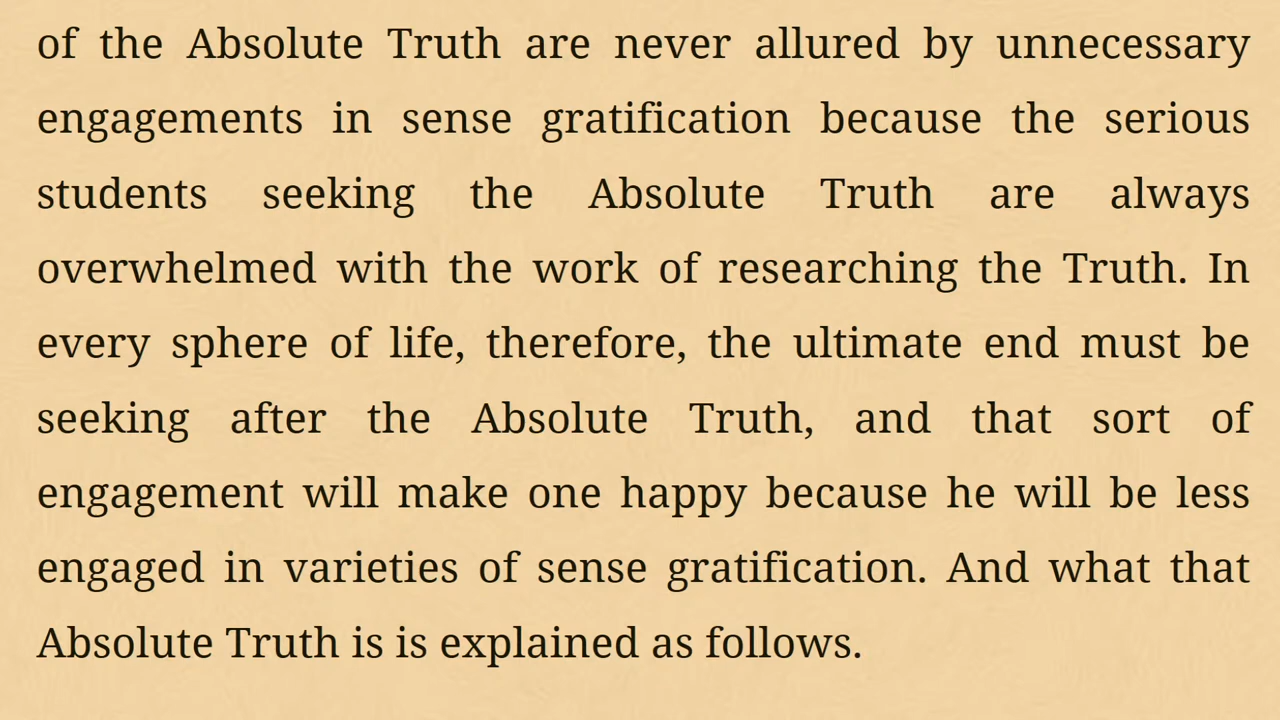 of the Absolute Truth are never allured by unnecessary
engagements in sense gratification because the serious
students seeking the Absolute Truth are always
overwhelmed with the work of researching the Truth. In
every sphere of life, therefore, the ultimate end must be
seeking after the Absolute Truth, and that sort of
engagement will make one happy because he will be less
engaged in varieties of sense gratification. And what that
Absolute Truth is is explained as follows.